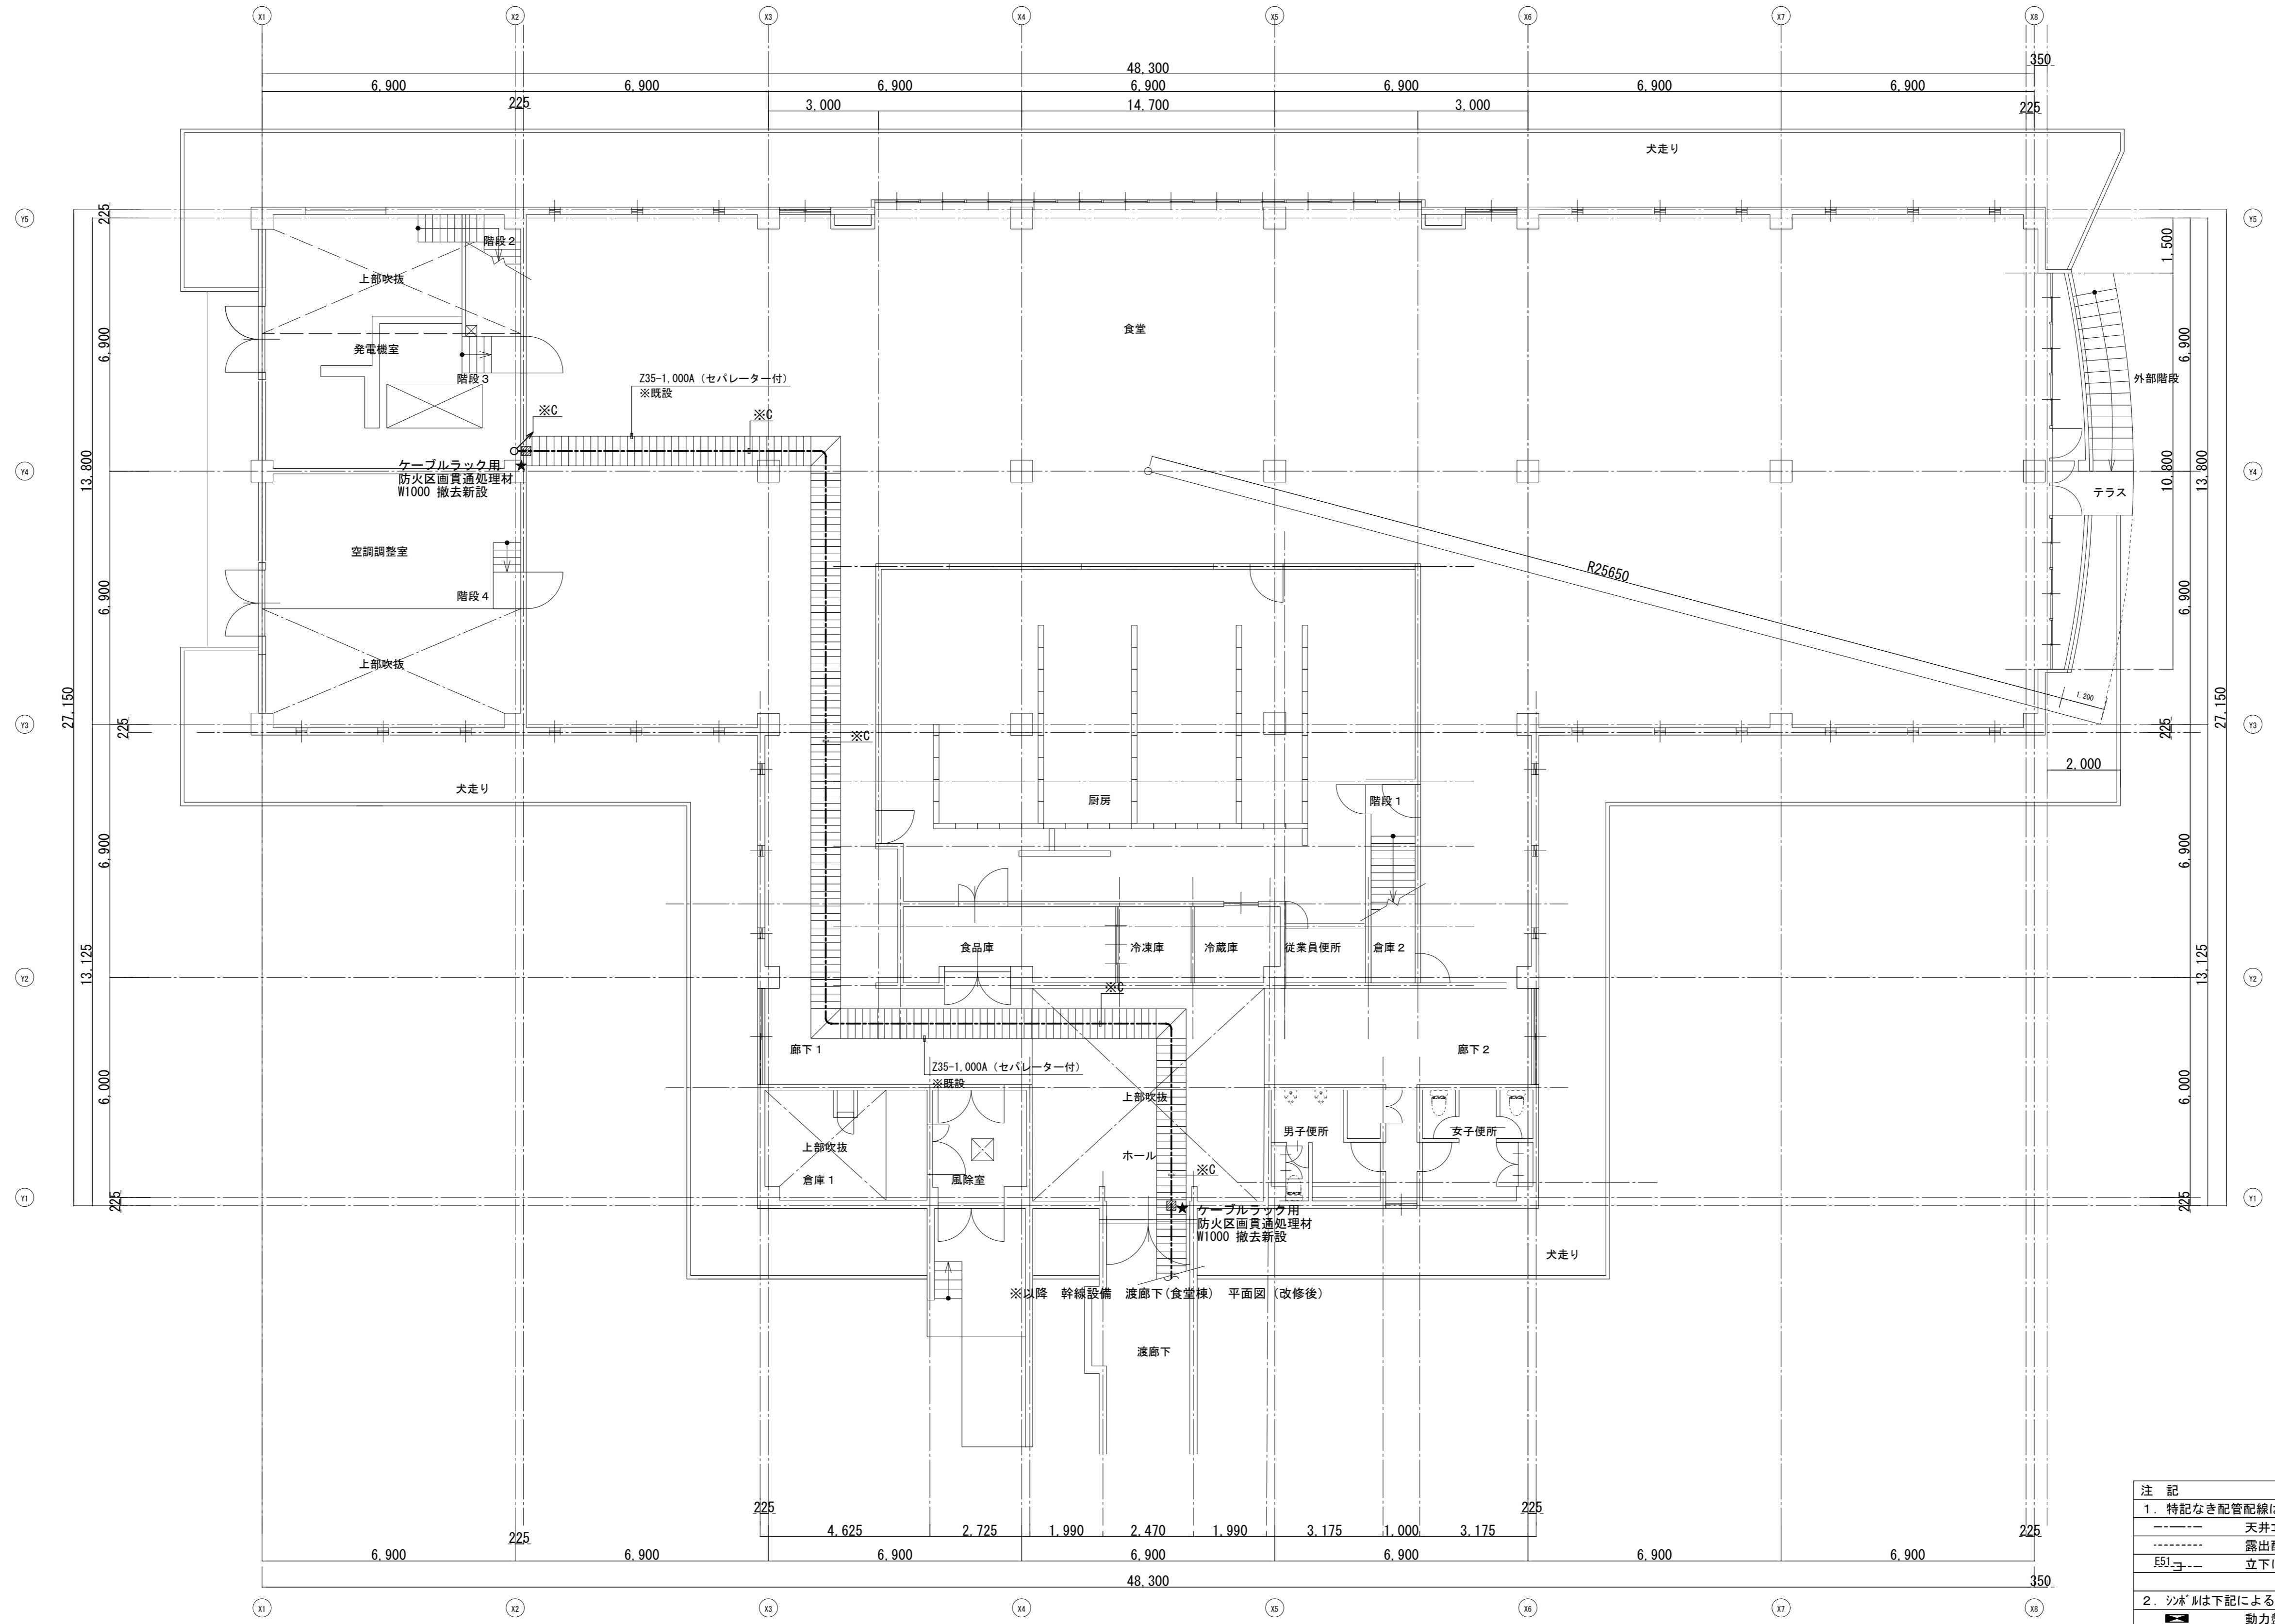 X1 X2 X3 X4 X5 X6 X7 X8
48,300 350
6,900 6,900 6,900 6,900 6,900 6,900 6,900
225 3,000 14,700 3,000 225
犬走り
Y5 225 Y5
階段2
1,500
上部吹抜
食堂
6,900 6,900
発電機室
階段3
Z35-1,000A（セパレーター付）
※既設
外部階段
※C ※C
13,800 10,800 13,800
Y4 Y4
ケーブルラック用
防火区画貫通処理材
W1000 撤去新設
テラス
空調調整室
R25650
階段4
6,900 6,900
上部吹抜
27,150 27,150
1,200
Y3 225 225 Y3
※C
2,000
犬走り
厨房
階段1
6,900 6,900
食品庫 冷凍庫 冷蔵庫 従業員便所 倉庫2
13,125 13,125
Y2 Y2
※C
廊下1 廊下2
Z35-1,000A（セパレーター付）
※既設
6,000 6,000
上部吹抜
男子便所 女子便所
上部吹抜
ホール
※C
倉庫1 風除室
Y1 225 225 Y1
ケーブルラック用
防火区画貫通処理材
W1000 撤去新設
犬走り
※以降　幹線設備　渡廊下(食堂棟)　平面図（改修後）
渡廊下
注 記
1. 特記なき配管配線は
天井
露出
E51 立下
2. ｼﾝﾎﾞﾙは下記による
動力
225 225
4,625 2,725 1,990 2,470 1,990 3,175 1,000 3,175
225 225
6,900 6,900 6,900 6,900 6,900 6,900 6,900
48,300 350
X1 X2 X3 X4 X5 X6 X7 X8